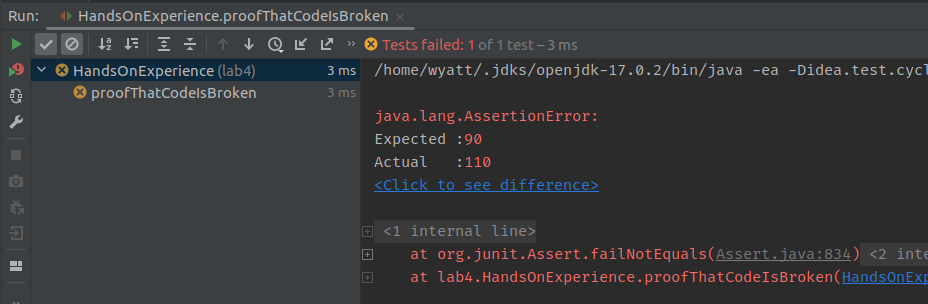 Run: HandsOnExperience.proofThatCodeIsBroken ×
» Tests failed: 1 of 1 test – 3 ms
HandsOnExperience (lab4) 3 ms
proofThatCodeIsBroken 3 ms
/home/wyatt/.jdks/openjdk-17.0.2/bin/java -ea -Didea.test.cycl
java.lang.AssertionError:
Expected :90
Actual   :110
<Click to see difference>
<1 internal line>
at org.junit.Assert.failNotEquals(Assert.java:834) <2 inte
at lab4.HandsOnExperience.proofThatCodeIsBroken(HandsOnExp